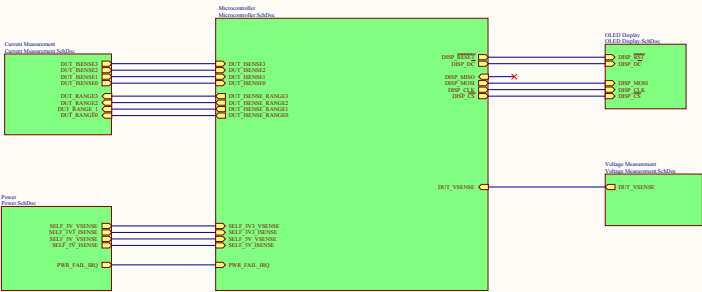 Microcontroller
Microcontroller.SchDoc
Current Measurement
Current Measurement.SchDoc
DUT_ISENSE3
DUT_ISENSE2
DUT_ISENSE1
DUT_ISENSE0
DUT_RANGE3
DUT_RANGE2
DUT_RANGE_1
DUT_RANGE0
DUT_ISENSE3
DUT_ISENSE2
DUT_ISENSE1
DUT_ISENSE0
DUT_ISENSE_RANGE3
DUT_ISENSE_RANGE2
DUT_ISENSE_RANGE1
DUT_ISENSE_RANGE0
DISP_RESET
DISP_DC
DISP_MISO
DISP_MOSI
DISP_CLK
DISP_CS
OLED Display
OLED Display.SchDoc
DISP_RST
DISP_DC
DISP_MOSI
DISP_CLK
DISP_CS
DUT_VSENSE
Voltage Measurement
Voltage Measurement.SchDoc
DUT_VSENSE
Power
Power.SchDoc
SELF_3V_VSENSE
SELF_3V3_ISENSE
SELF_5V_VSENSE
SELF_5V_ISENSE
PWR_FAIL_IRQ
SELF_3V3_VSENSE
SELF_3V3_ISENSE
SELF_5V_VSENSE
SELF_5V_ISENSE
PWR_FAIL_IRQ